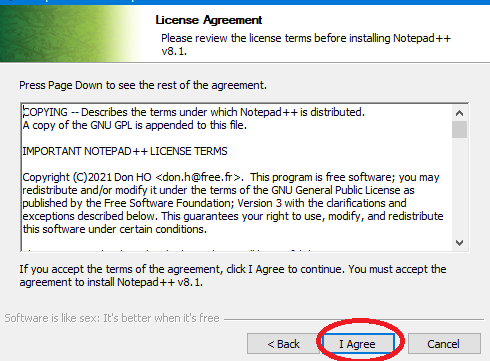 License Agreement
Please review the license terms before installing Notepad++
v8.1.
Press Page Down to see the rest of the agreement.
COPYING -- Describes the terms under which Notepad++ is distributed.
A copy of the GNU GPL is appended to this file.
IMPORTANT NOTEPAD++ LICENSE TERMS
Copyright (C)2021 Don HO <don.h@free.fr>. This program is free software; you may
redistribute and/or modify it under the terms of the GNU General Public License as
published by the Free Software Foundation; Version 3 with the clarifications and
exceptions described below. This guarantees your right to use, modify, and redistribute
this software under certain conditions.
If you accept the terms of the agreement, click I Agree to continue. You must accept the
agreement to install Notepad++ v8.1.
Software is like sex: It's better when it's free
< Back
I Agree
Cancel